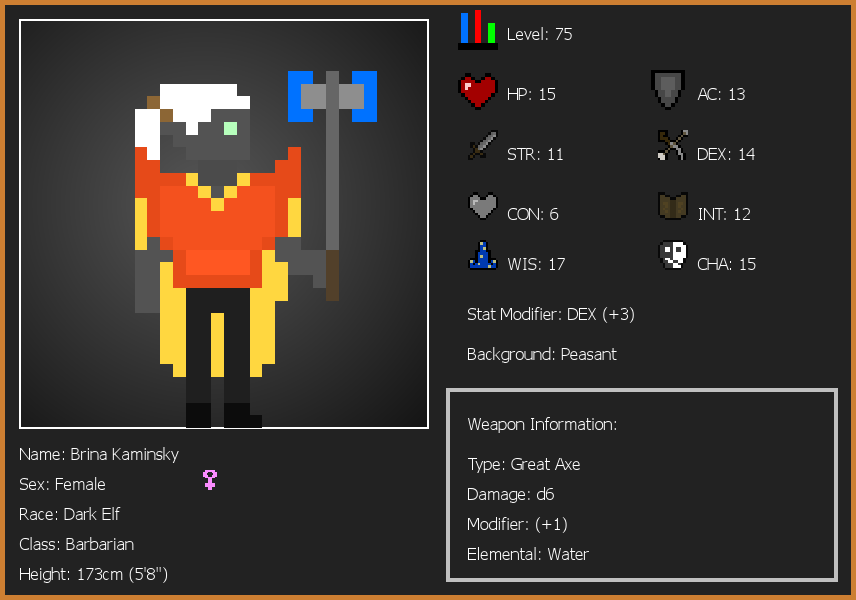 Level: 75
HP: 15
AC: 13
STR: 11
DEX: 14
CON: 6
INT: 12
WIS: 17
CHA: 15
Stat Modifier: DEX (+3)
Background: Peasant
Weapon Information:
Type: Great Axe
Damage: d6
Modifier: (+1)
Elemental: Water
Name: Brina Kaminsky
Sex: Female
Race: Dark Elf
Class: Barbarian
Height: 173cm (5'8")